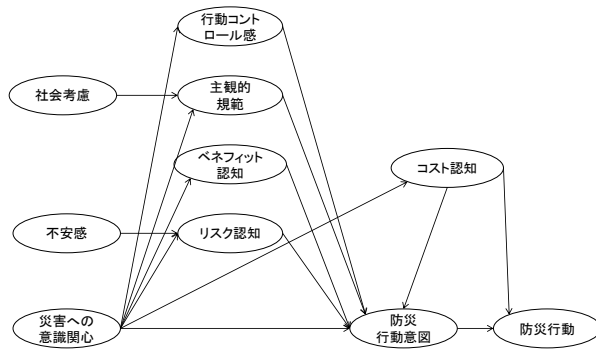 行動コント
ロール感
社会考慮
主観的
規範
ベネフィット
認知
コスト認知
不安感
リスク認知
災害への
意識関心
防災
行動意図
防災行動